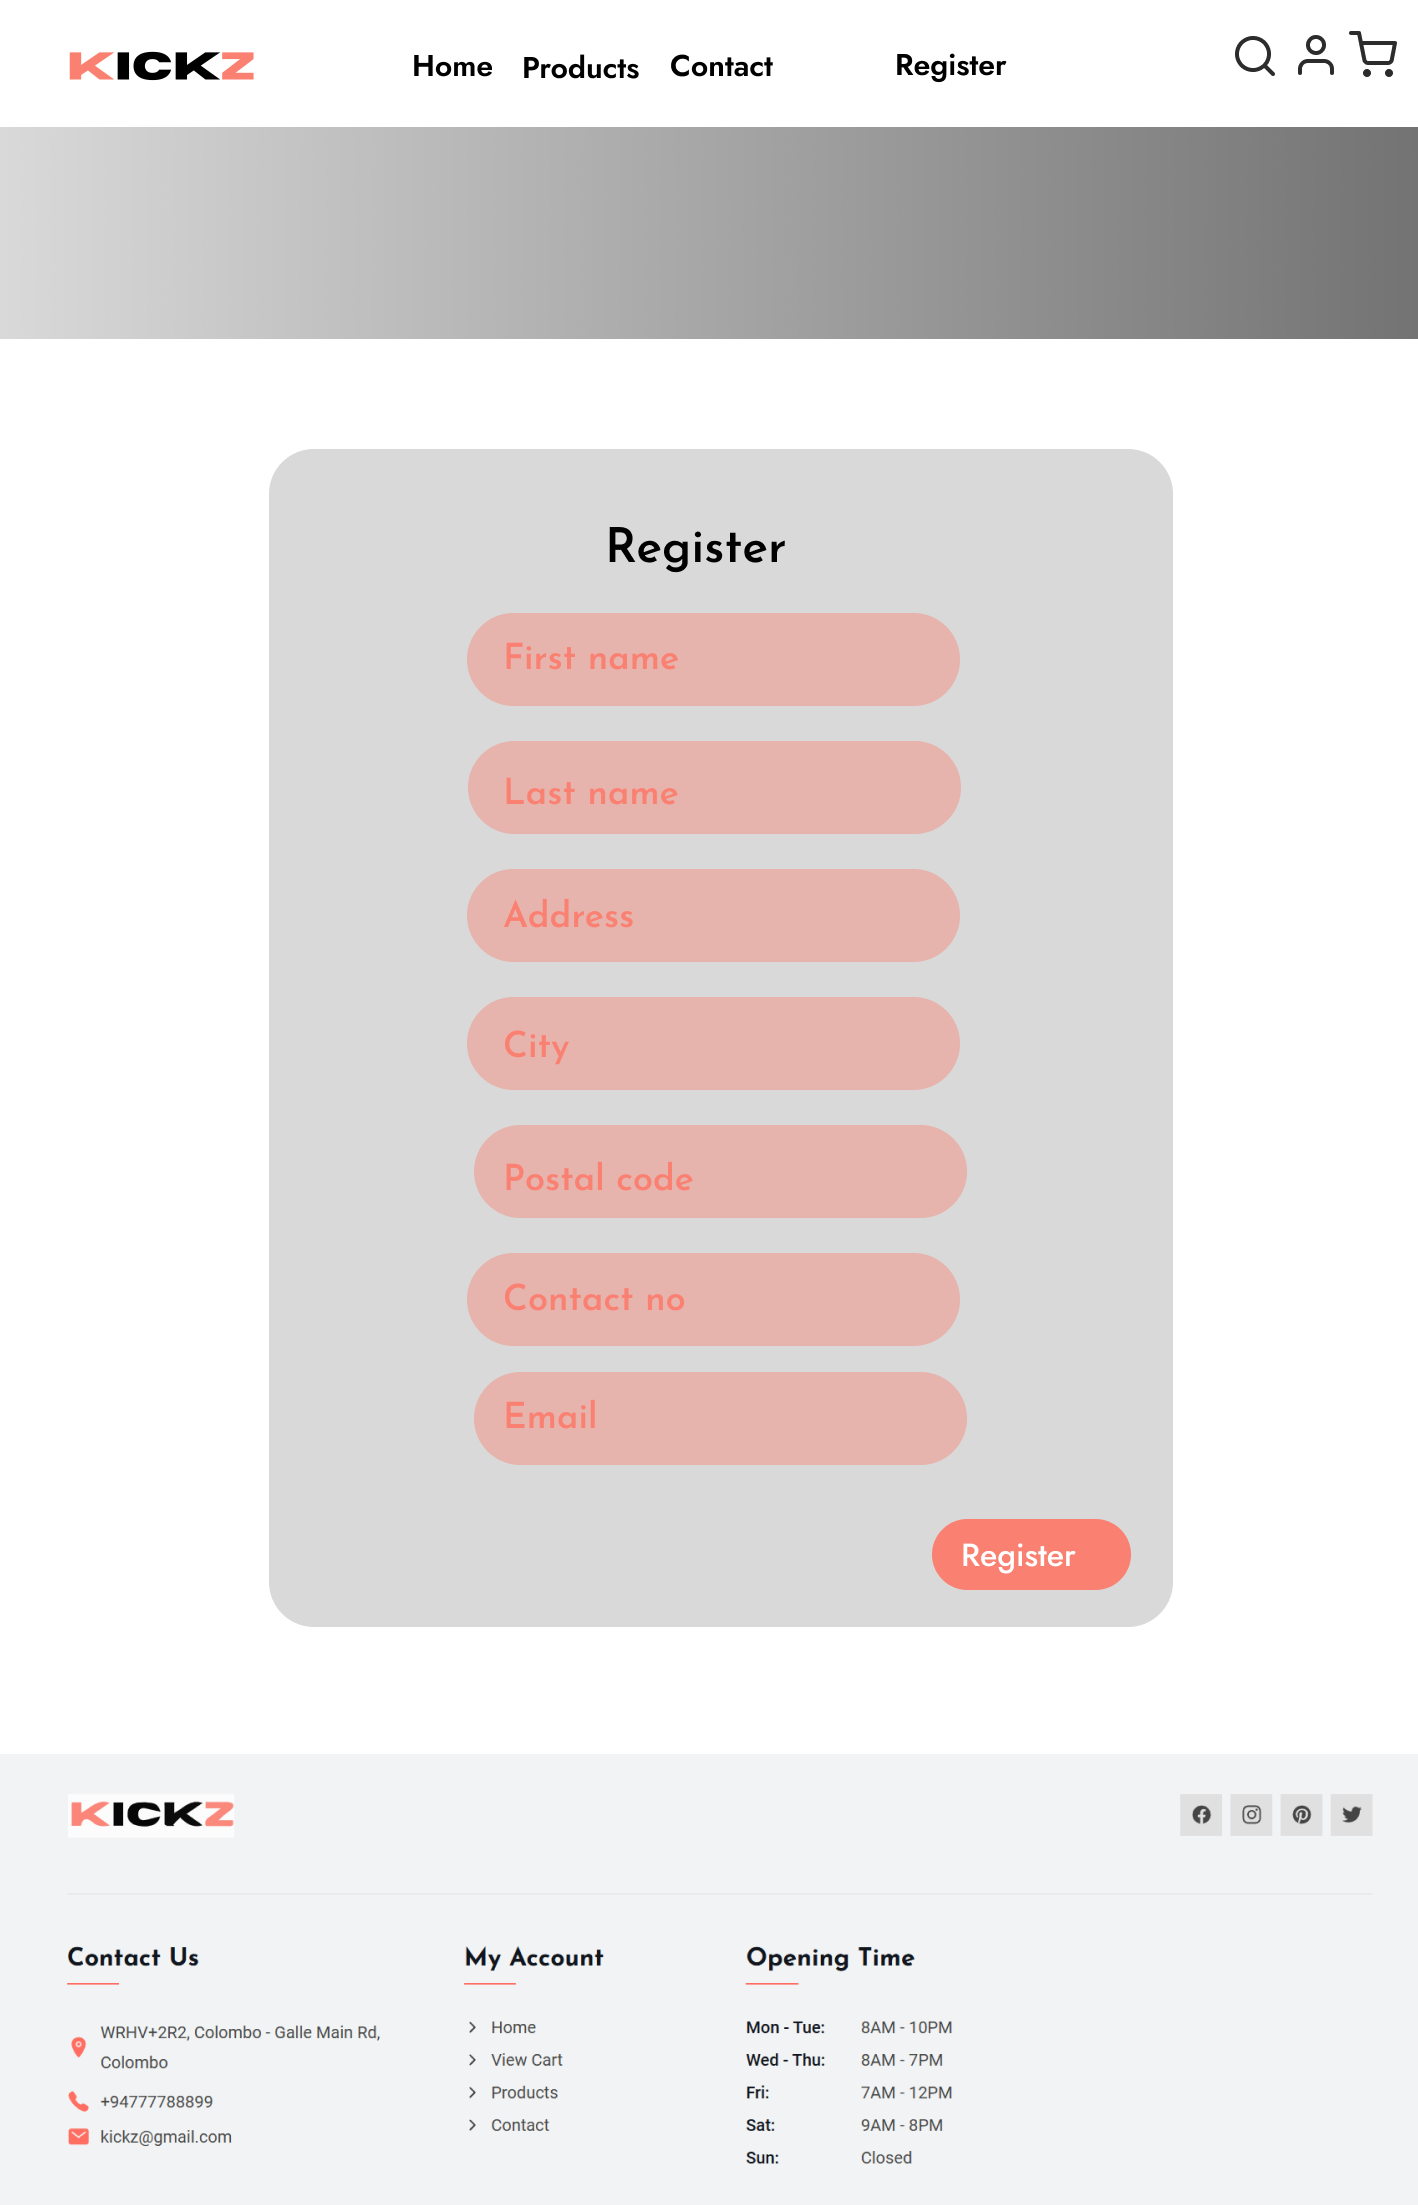 KICKZ
Home Products Contact Register
Register
First name
Last name
Address
City
Postal code
Contact no
Email
Register
KICKZ
Contact Us
WRHV+2R2, Colombo - Galle Main Rd,
Colombo
+94777788899
kickz@gmail.com
My Account
Home
View Cart
Products
Contact
Opening Time
Mon - Tue: 8AM - 10PM
Wed - Thu: 8AM - 7PM
Fri: 7AM - 12PM
Sat: 9AM - 8PM
Sun: Closed